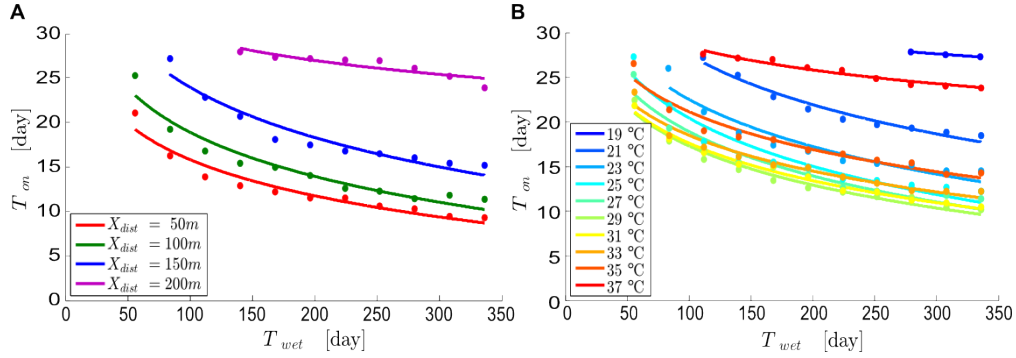 A
30
25
20
15
10
5
0
T on [day]
X dist = 50m
X dist = 100m
X dist = 150m
X dist = 200m
0 50 100 150 200 250 300 350
T wet [day]
B
30
25
20
15
10
5
0
T on [day]
19 °C
21 °C
23 °C
25 °C
27 °C
29 °C
31 °C
33 °C
35 °C
37 °C
0 50 100 150 200 250 300 350
T wet [day]